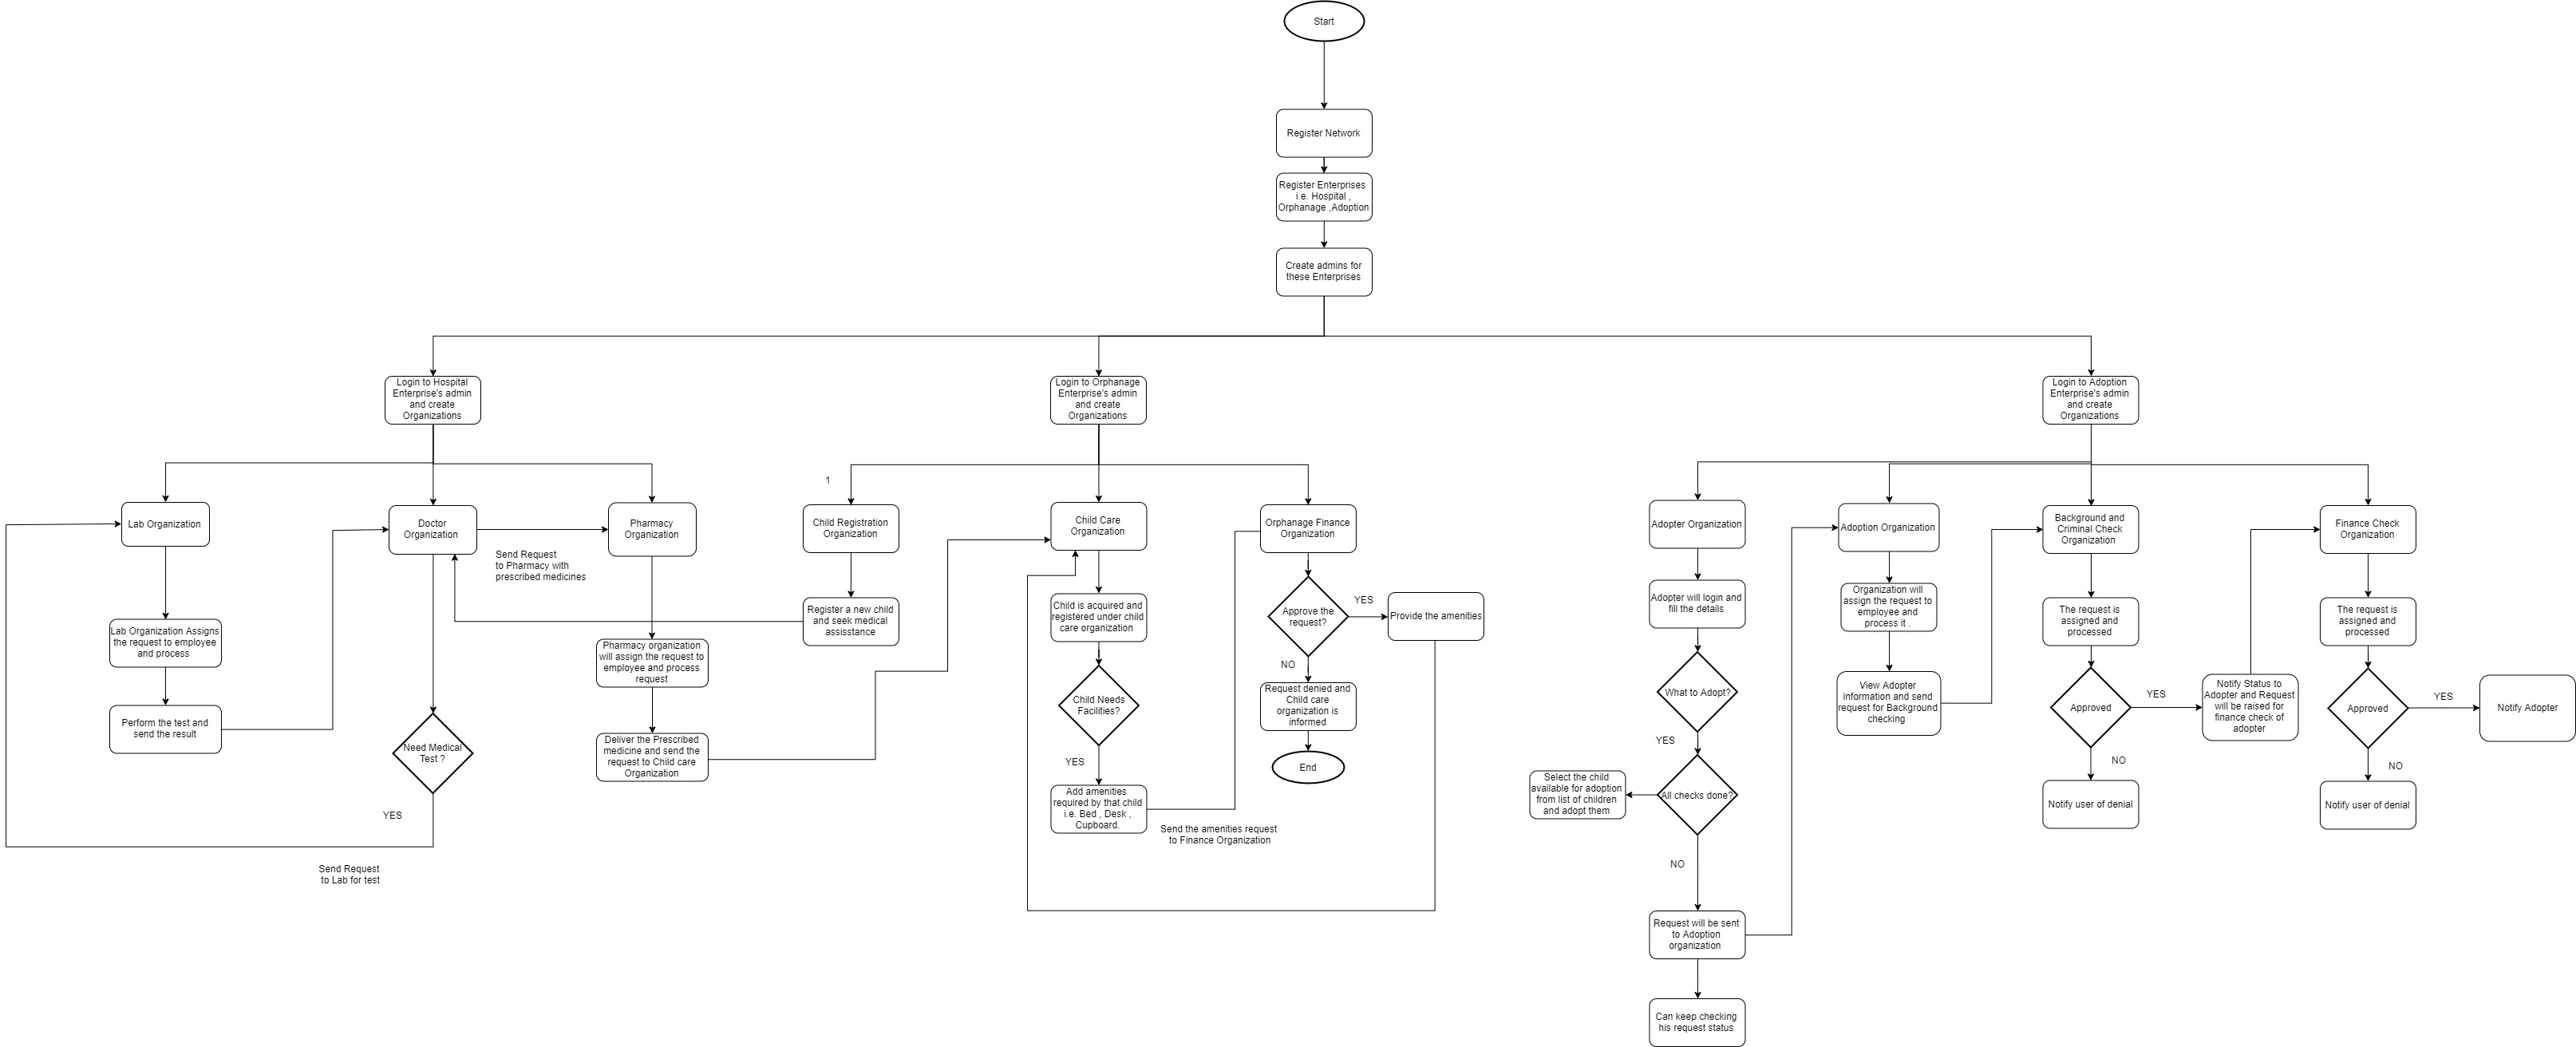 Start
Register Network
Register Enterprises
i.e. Hospital ,
Orphanage ,Adoption
Create admins for
these Enterprises
Login to Hospital
Enterprise's admin
and create
Organizations
Login to Orphanage
Enterprise's admin
and create
Organizations
Login to Adoption
Enterprise's admin
and create
Organizations
Lab Organization
Lab Organization Assigns
the request to employee
and process
Perform the test and
send the result
Doctor
Organization
Send Request
to Pharmacy with
prescribed medicines
Need Medical
Test ?
YES
Send Request
to Lab for test
Pharmacy
Organization
Pharmacy organization
will assign the request to
employee and process
request
Deliver the Prescribed
medicine and send the
request to Child care
Organization
1
Child Registration
Organization
Register a new child
and seek medical
assisstance
Child Care
Organization
Child is acquired and
registered under child
care organization
Child Needs
Facilities?
YES
Add amenities
required by that child
i.e. Bed , Desk ,
Cupboard.
Send the amenities request
to Finance Organization
Orphanage Finance
Organization
Approve the
request?
YES
Provide the amenities
NO
Request denied and
Child care
organization is
informed
End
Adopter Organization
Adopter will login and
fill the details
What to Adopt?
YES
All checks done?
Select the child
available for adoption
from list of children
and adopt them
NO
Request will be sent
to Adoption
organization
Can keep checking
his request status
Adoption Organization
Organization will
assign the request to
employee and
process it .
View Adopter
information and send
request for Background
checking
Background and
Criminal Check
Organization
The request is
assigned and
processed
Approved
YES
NO
Notify user of denial
Notify Status to
Adopter and Request
will be raised for
finance check of
adopter
Finance Check
Organization
The request is
assigned and
processed
Approved
YES
Notify Adopter
NO
Notify user of denial